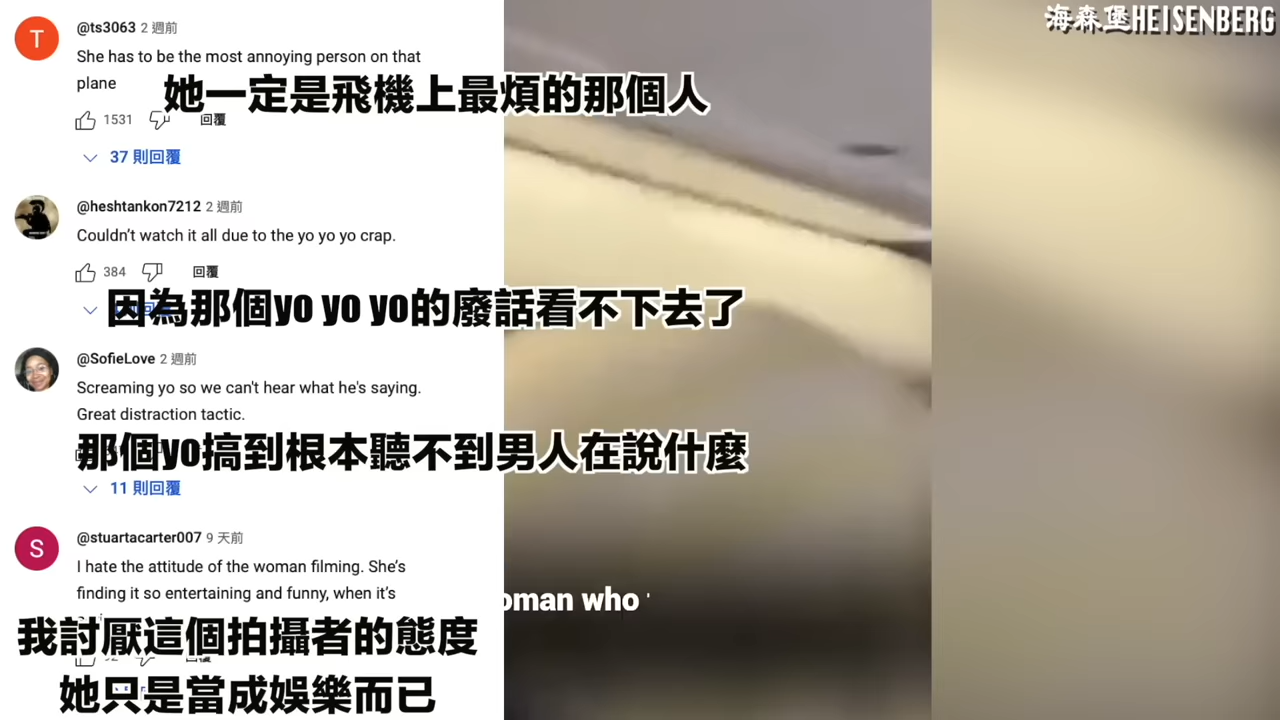 海森堡HEISENBERG
T
@ts3063 2 週前
She has to be the most annoying person on that
plane
她一定是飛機上最煩的那個人
1531 回覆
37 則回覆
@heshtankon7212 2 週前
Couldn’t watch it all due to the yo yo yo crap.
384 回覆
因為那個yo yo yo的廢話看不下去了
@SofieLove 2 週前
Screaming yo so we can't hear what he's saying.
Great distraction tactic.
那個yo搞到根本聽不到男人在說什麼
11 則回覆
S
@stuartacarter007 9 天前
I hate the attitude of the woman filming. She’s
finding it so entertaining and funny, when it’s
oman who
我討厭這個拍攝者的態度
回覆
她只是當成娛樂而已